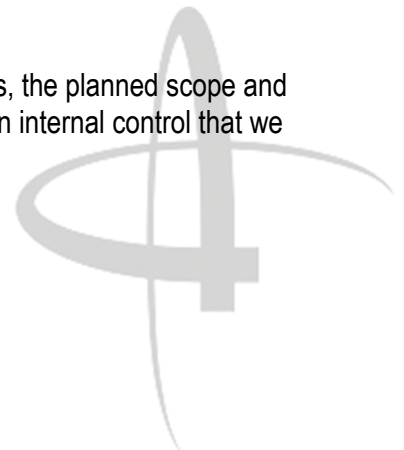 s, the planned scope and
n internal control that we